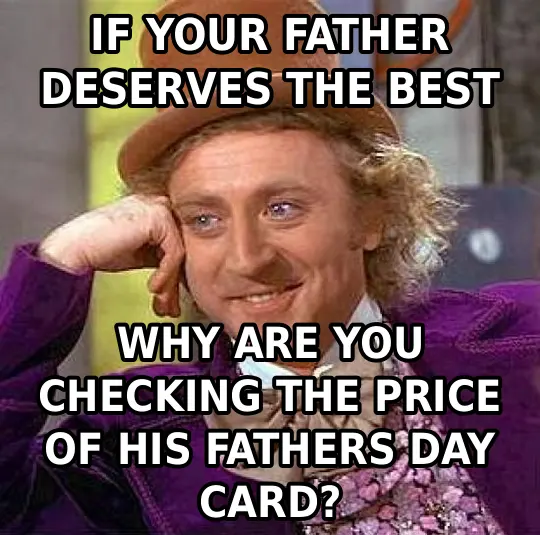 IF YOUR FATHER
DESERVES THE BEST
WHY ARE YOU
CHECKING THE PRICE
OF HIS FATHERS DAY
CARD?